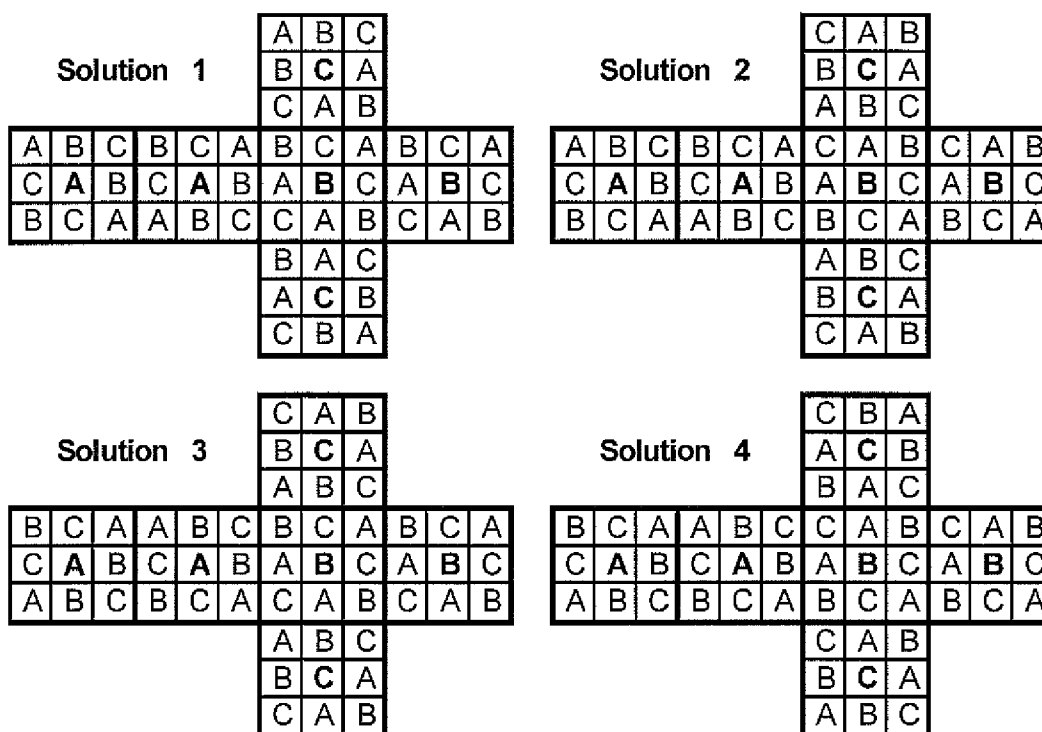 A B C
B C A
C A B
Solution 1
A B C B C A B C A B C A
C A B C A B A B C A B C
B C A A B C C A B C A B
B A C
A C B
C B A
C A B
B C A
A B C
Solution 2
A B C B C A C A B C A B
C A B C A B A B C A B C
B C A A B C B C A B C A
A B C
B C A
C A B
C A B
B C A
A B C
Solution 3
B C A A B C B C A B C A
C A B C A B A B C A B C
A B C B C A C A B C A B
A B C
B C A
C A B
C B A
A C B
B A C
Solution 4
B C A A B C C A B C A B
C A B C A B A B C A B C
A B C B C A B C A B C A
C A B
B C A
A B C